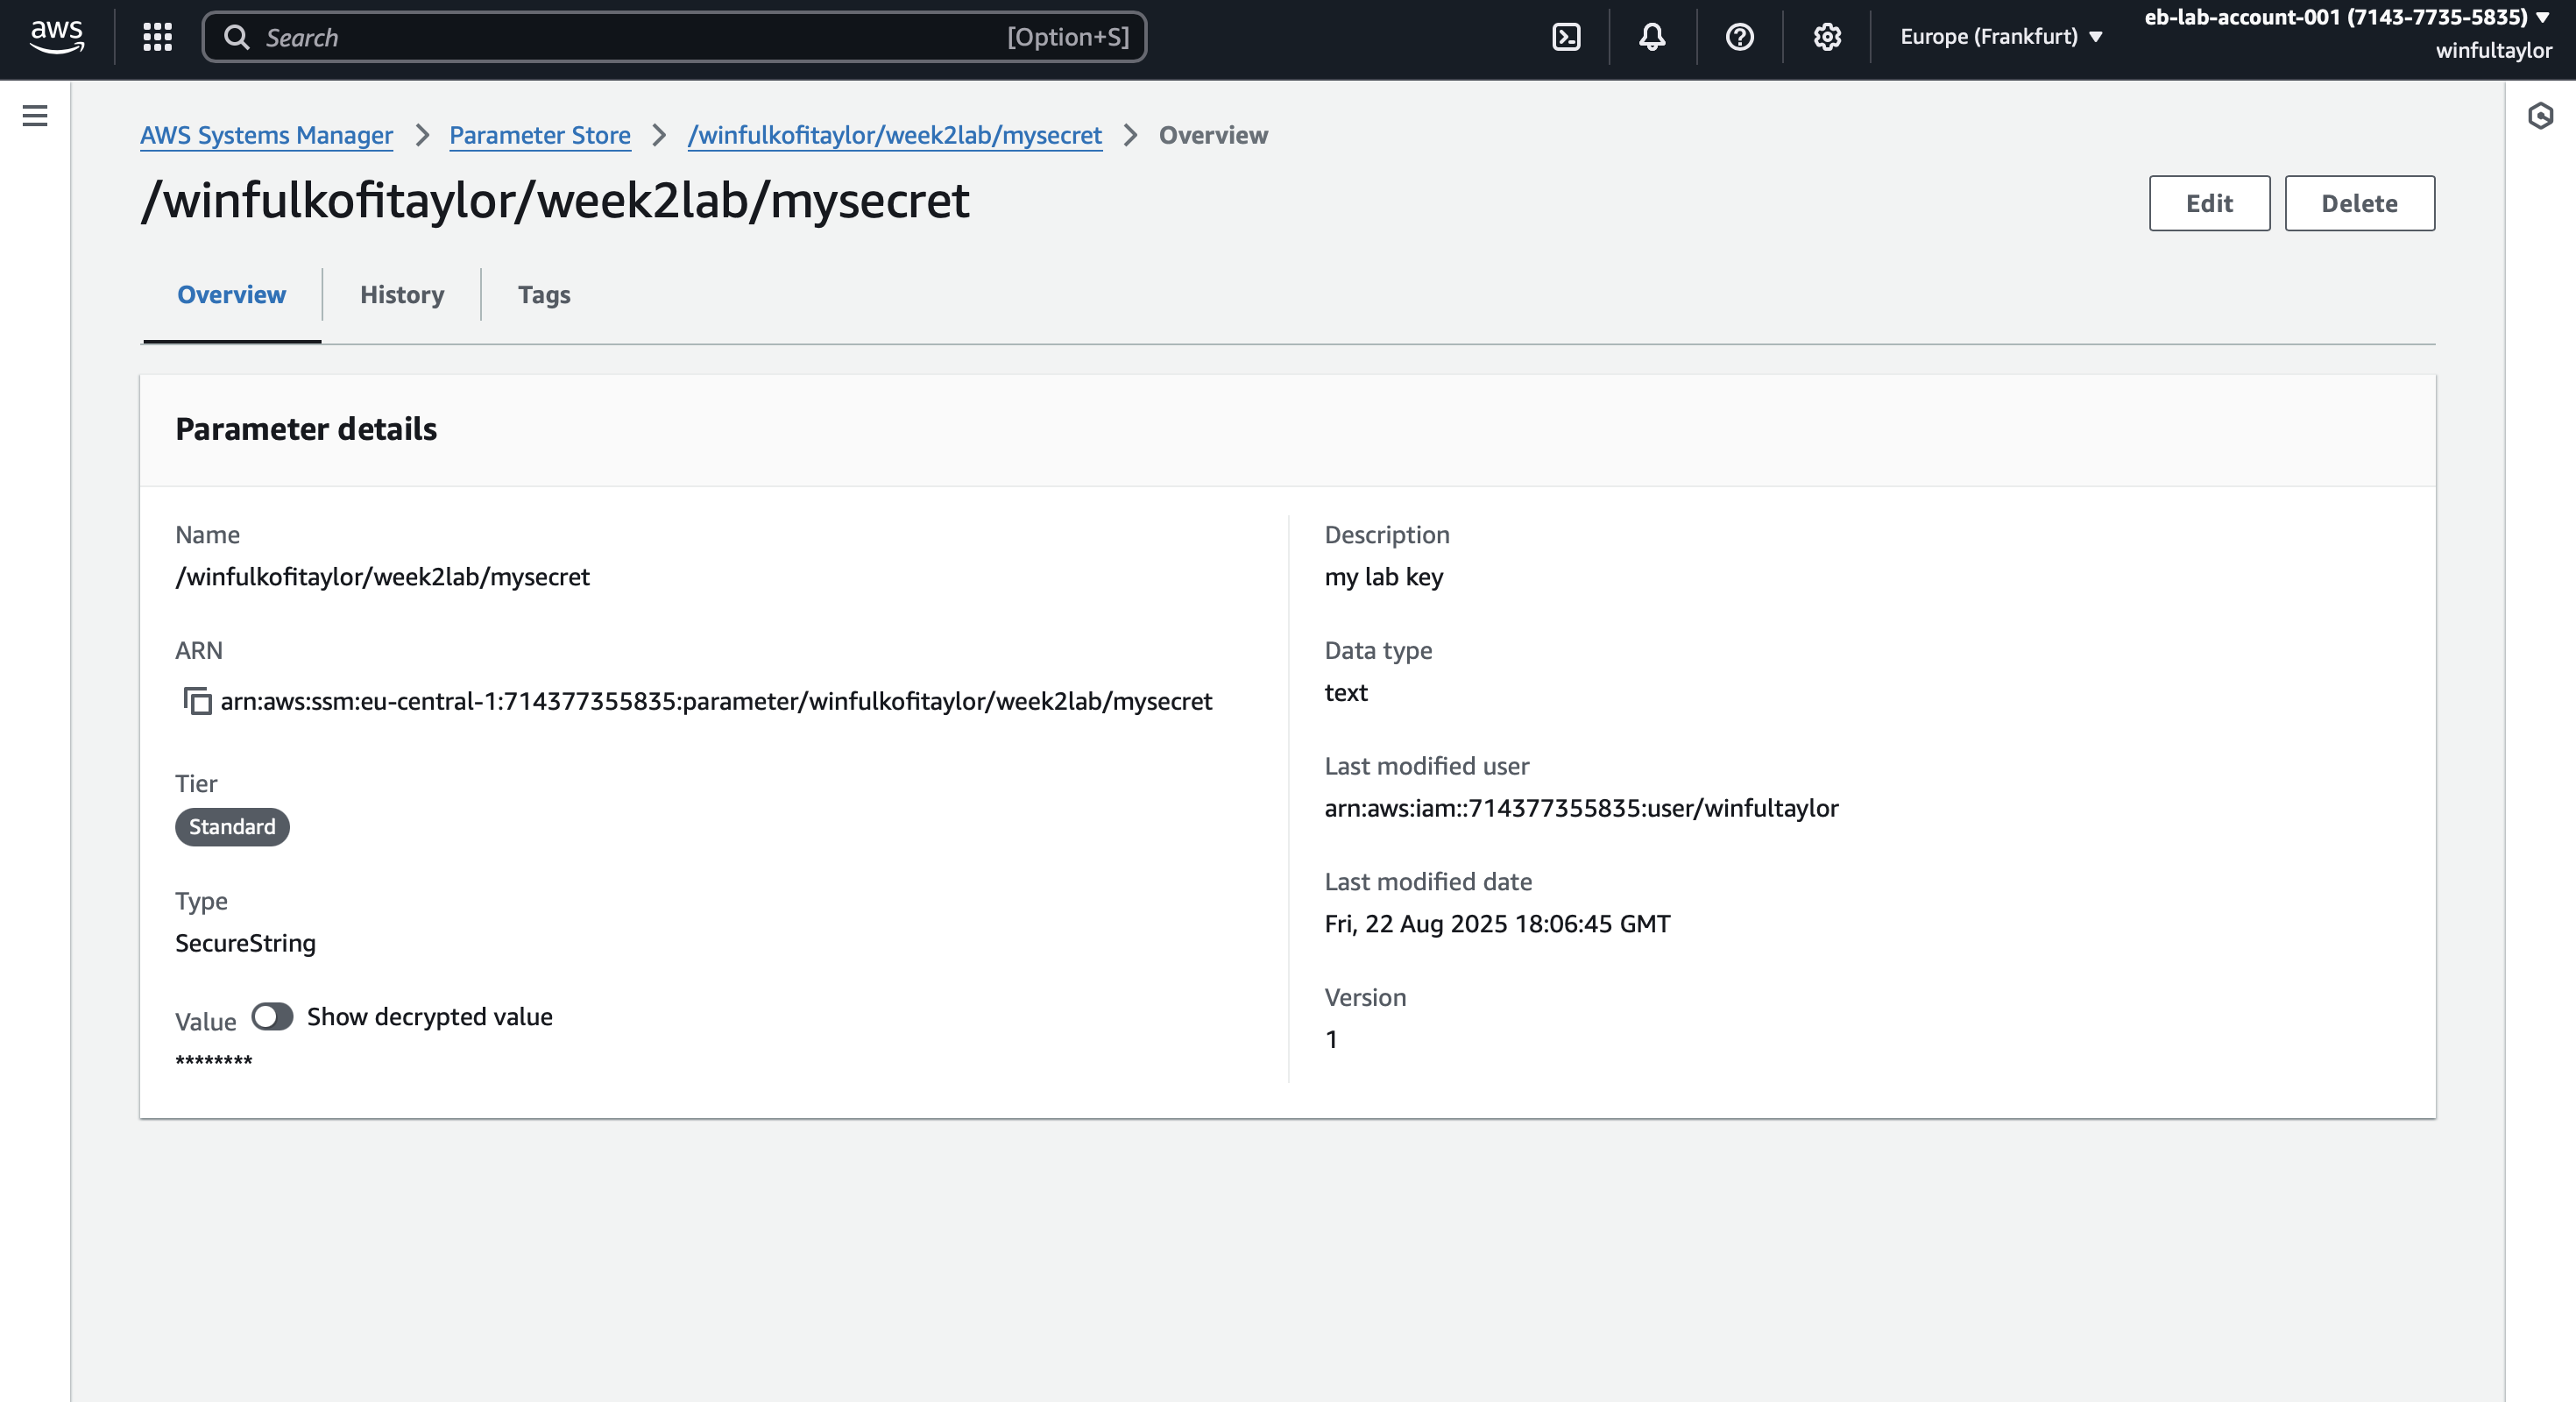 aws
Search
[Option+S]
Europe (Frankfurt)
eb-lab-account-001 (7143-7735-5835)
winfultaylor
AWS Systems Manager
Parameter Store
/winfulkofitaylor/week2lab/mysecret
Overview
/winfulkofitaylor/week2lab/mysecret
Edit
Delete
Overview
History
Tags
Parameter details
Name
/winfulkofitaylor/week2lab/mysecret
ARN
arn:aws:ssm:eu-central-1:714377355835:parameter/winfulkofitaylor/week2lab/mysecret
Tier
Standard
Type
SecureString
Value
Show decrypted value
********
Description
my lab key
Data type
text
Last modified user
arn:aws:iam::714377355835:user/winfultaylor
Last modified date
Fri, 22 Aug 2025 18:06:45 GMT
Version
1